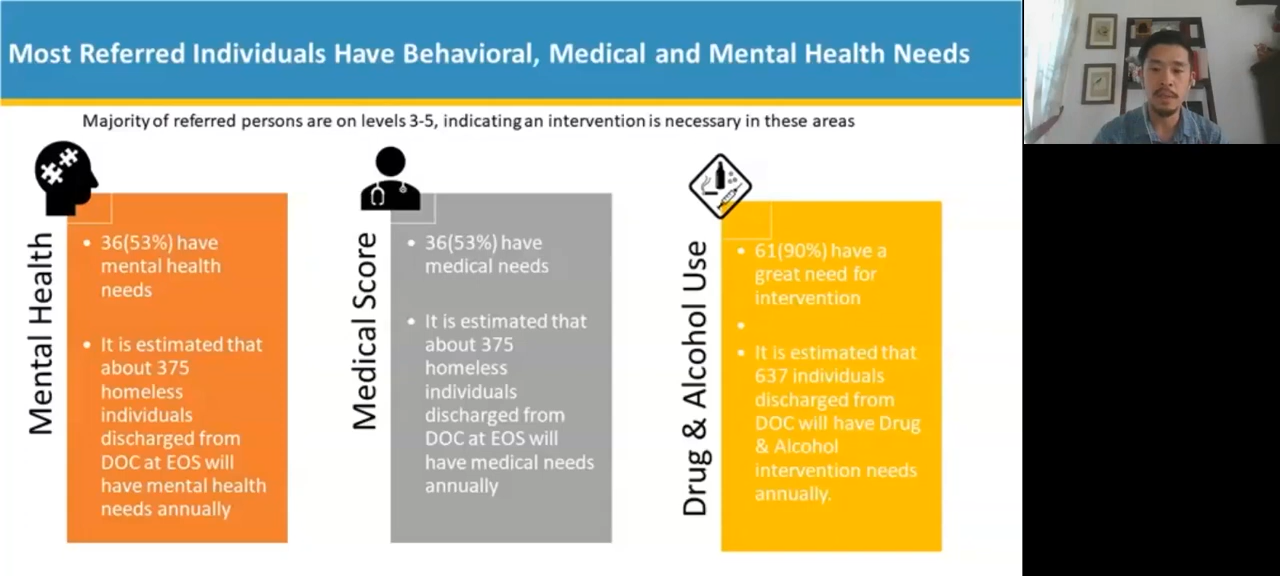 Most Referred Individuals Have Behavioral, Medical and Mental Health Needs
Majority of referred persons are on levels 3-5, indicating an intervention is necessary in these areas
Mental Health
• 36(53%) have
mental health
needs
• It is estimated that
about 375
homeless
individuals
discharged from
DOC at EOS will
have mental health
needs annually
Medical Score
• 36(53%) have
medical needs
• It is estimated that
about 375
homeless
individuals
discharged from
DOC at EOS will
have medical needs
annually
Drug & Alcohol Use
• 61(90%) have a
great need for
intervention
•
• It is estimated that
637 individuals
discharged from
DOC will have Drug
& Alcohol
intervention needs
annually.